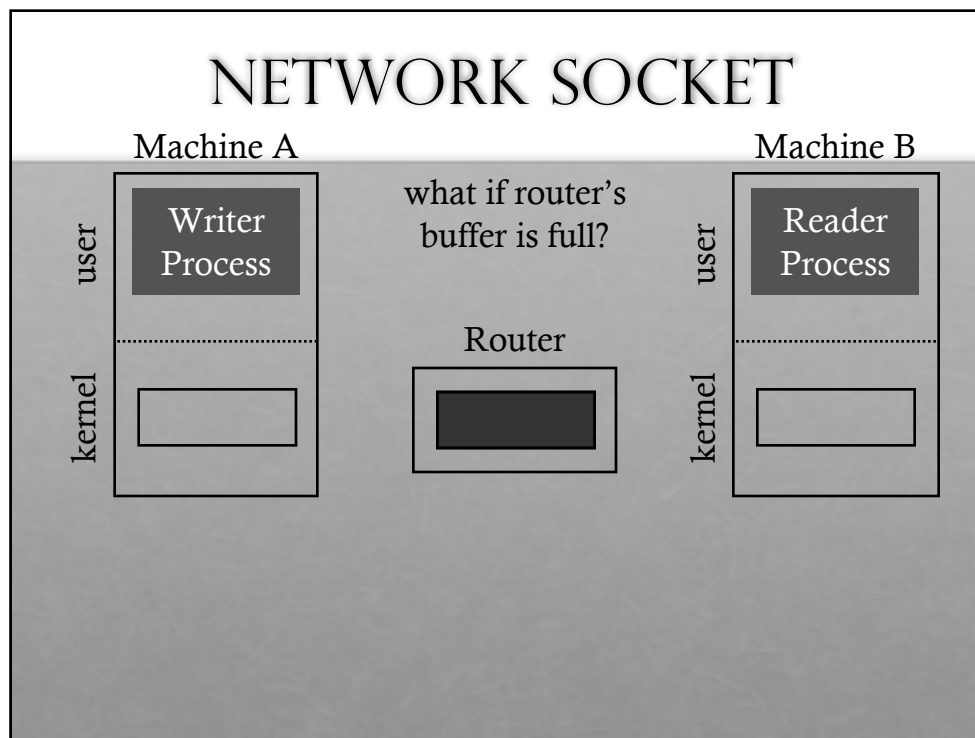 NETWORK SOCKET
Machine A
Machine B
what if router’s
buffer is full?
user
Writer
Process
user
Reader
Process
Router
kernel
kernel